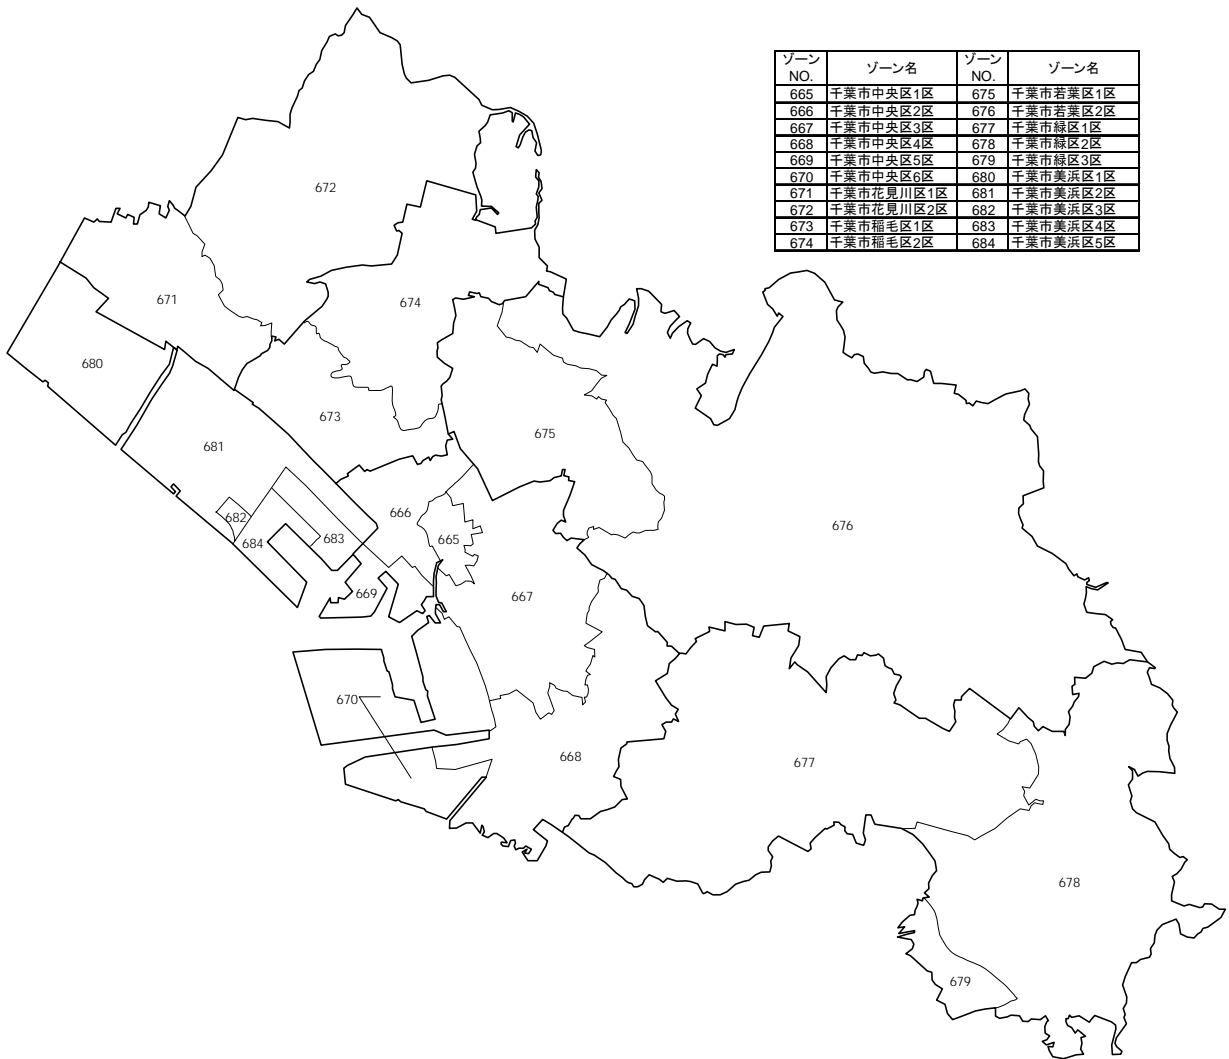 ゾーン NO. ゾーン名 ゾーン NO. ゾーン名
665 千葉市中央区1区 675 千葉市若葉区1区
666 千葉市中央区2区 676 千葉市若葉区2区
667 千葉市中央区3区 677 千葉市緑区1区
668 千葉市中央区4区 678 千葉市緑区2区
669 千葉市中央区5区 679 千葉市緑区3区
670 千葉市中央区6区 680 千葉市美浜区1区
671 千葉市花見川区1区 681 千葉市美浜区2区
672 千葉市花見川区2区 682 千葉市美浜区3区
673 千葉市稲毛区1区 683 千葉市美浜区4区
674 千葉市稲毛区2区 684 千葉市美浜区5区
672
671
674
680
673
675
681
666
682
676
683
665
684
669
667
670
668
677
678
679